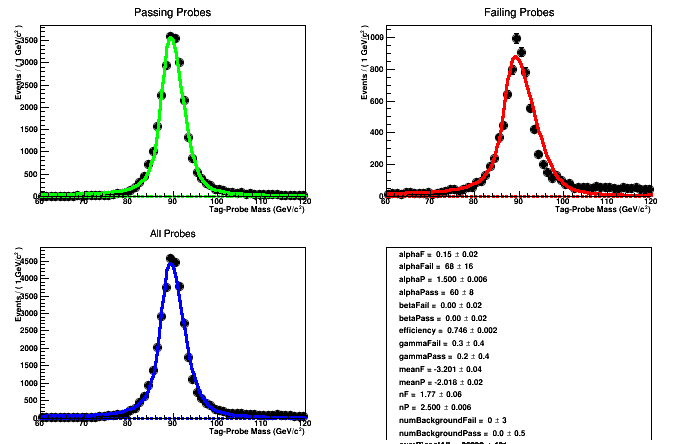 Passing Probes
Events / ( 1 GeV/c² )
3500
3000
2500
2000
1500
1000
500
0
60 70 80 90 100 110 120
Tag-Probe Mass (GeV/c²)
Failing Probes
Events / ( 1 GeV/c² )
1000
800
600
400
200
60 70 80 90 100 110 120
Tag-Probe Mass (GeV/c²)
All Probes
Events / ( 1 GeV/c² )
4500
4000
3500
3000
2500
2000
1500
1000
500
0
60 70 80 90 100 110 120
Tag-Probe Mass (GeV/c²)
alphaF = 0.15 ± 0.02
alphaFail = 68 ± 16
alphaP = 1.500 ± 0.006
alphaPass = 60 ± 8
betaFail = 0.00 ± 0.02
betaPass = 0.00 ± 0.02
efficiency = 0.746 ± 0.002
gammaFail = 0.3 ± 0.4
gammaPass = 0.2 ± 0.4
meanF = -3.201 ± 0.04
meanP = -2.018 ± 0.02
nF = 1.77 ± 0.06
nP = 2.500 ± 0.006
numBackgroundFail = 0 ± 3
numBackgroundPass = 0.0 ± 0.5